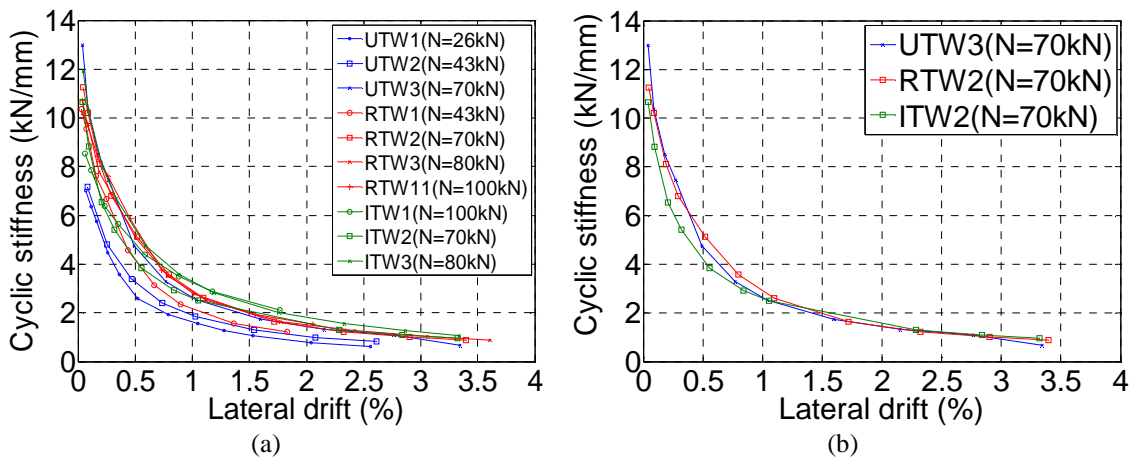 14
12
10
8
6
4
2
0
Cyclic stiffness (kN/mm)
0 0.5 1 1.5 2 2.5 3 3.5 4
Lateral drift (%)
UTW1(N=26kN)
UTW2(N=43kN)
UTW3(N=70kN)
RTW1(N=43kN)
RTW2(N=70kN)
RTW3(N=80kN)
RTW11(N=100kN)
ITW1(N=100kN)
ITW2(N=70kN)
ITW3(N=80kN)
(a)
14
12
10
8
6
4
2
0
Cyclic stiffness (kN/mm)
0 0.5 1 1.5 2 2.5 3 3.5 4
Lateral drift (%)
UTW3(N=70kN)
RTW2(N=70kN)
ITW2(N=70kN)
(b)